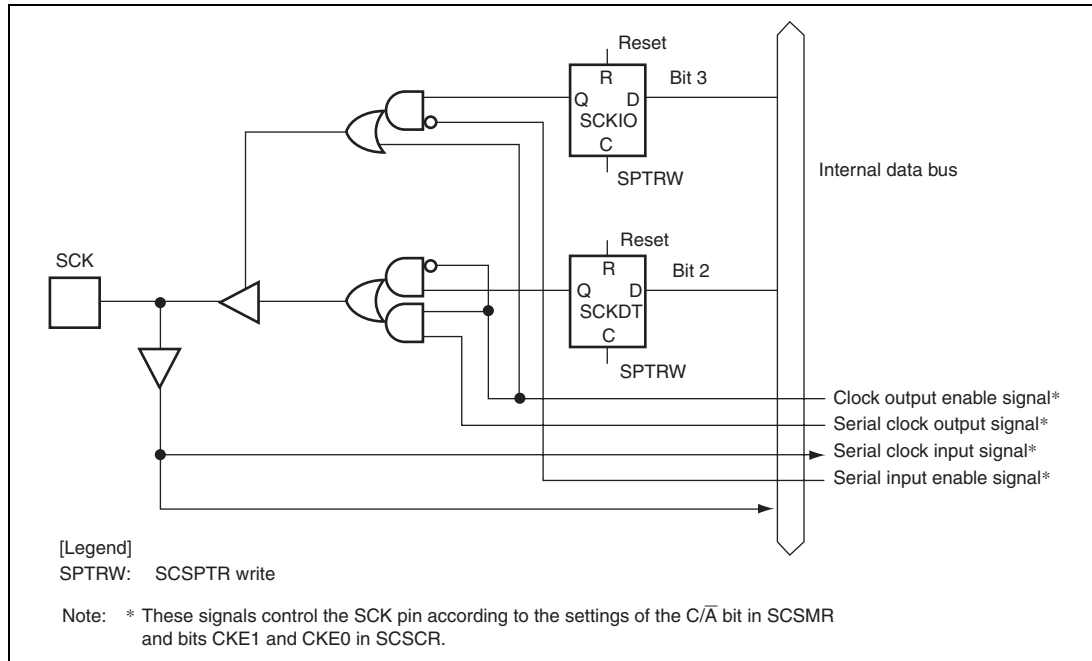 Reset
R
Bit 3
Q D
SCKIO
C
SPTRW
Internal data bus
Reset
SCK
R
Bit 2
Q D
SCKDT
C
SPTRW
Clock output enable signal*
Serial clock output signal*
Serial clock input signal*
Serial input enable signal*
[Legend]
SPTRW: SCSPTR write
Note: * These signals control the SCK pin according to the settings of the C/A̅ bit in SCSMR
and bits CKE1 and CKE0 in SCSCR.